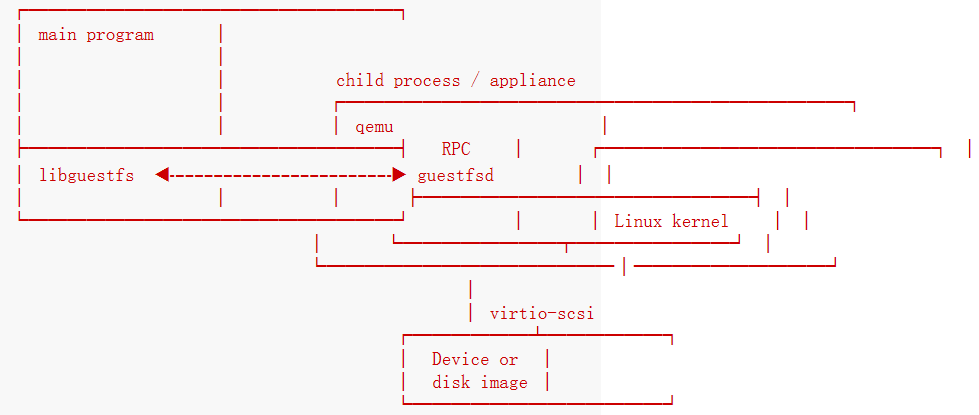 main program
child process / appliance
qemu
RPC
libguestfs
guestfsd
Linux kernel
virtio-scsi
Device or
disk image